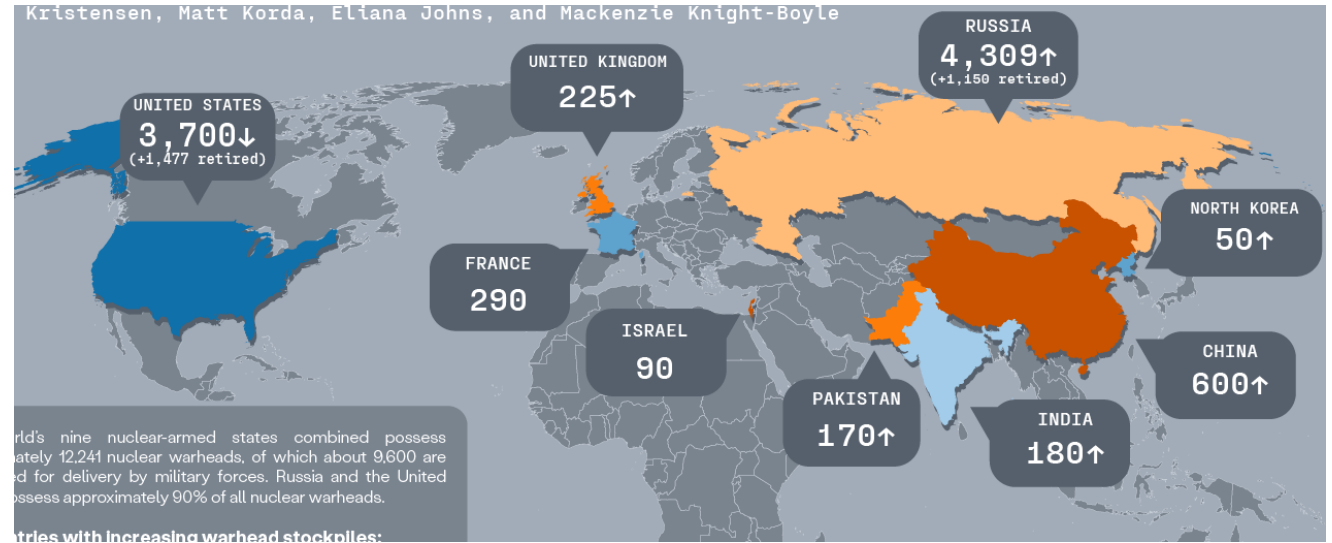 Kristensen, Matt Korda, Eliana Johns, and Mackenzie Knight-Boyle
RUSSIA
4,309↑
(+1,150 retired)
UNITED KINGDOM
225↑
UNITED STATES
3,700↓
(+1,477 retired)
NORTH KOREA
50↑
FRANCE
290
ISRAEL
90
CHINA
600↑
PAKISTAN
170↑
INDIA
180↑
rld's nine nuclear-armed states combined possess
nately 12,241 nuclear warheads, of which about 9,600 are
ed for delivery by military forces. Russia and the United
ossess approximately 90% of all nuclear warheads.
ntries with increasing warhead stockpiles: